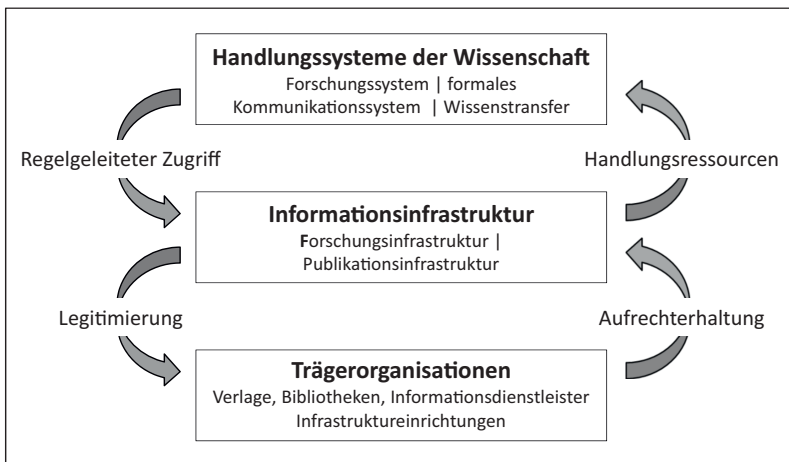 Handlungssysteme der Wissenschaft
Forschungssystem | formales
Kommunikationssystem | Wissenstransfer
Regelgeleiteter Zugriff
Handlungsressourcen
Informationsinfrastruktur
Forschungsinfrastruktur |
Publikationsinfrastruktur
Legitimierung
Aufrechterhaltung
Trägerorganisationen
Verlage, Bibliotheken, Informationsdienstleister
Infrastruktureinrichtungen